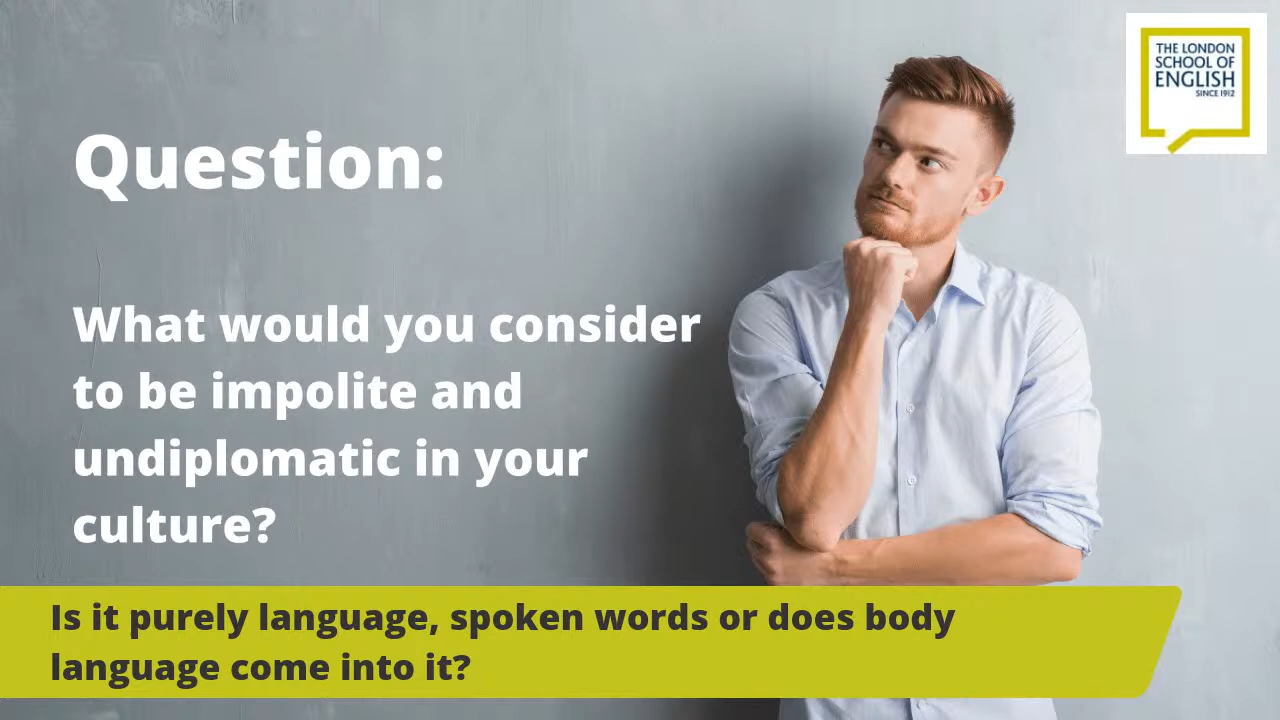 THE LONDON
SCHOOL OF
ENGLISH
SINCE 1912
Question:
What would you consider
to be impolite and
undiplomatic in your
culture?
Is it purely language, spoken words or does body
language come into it?